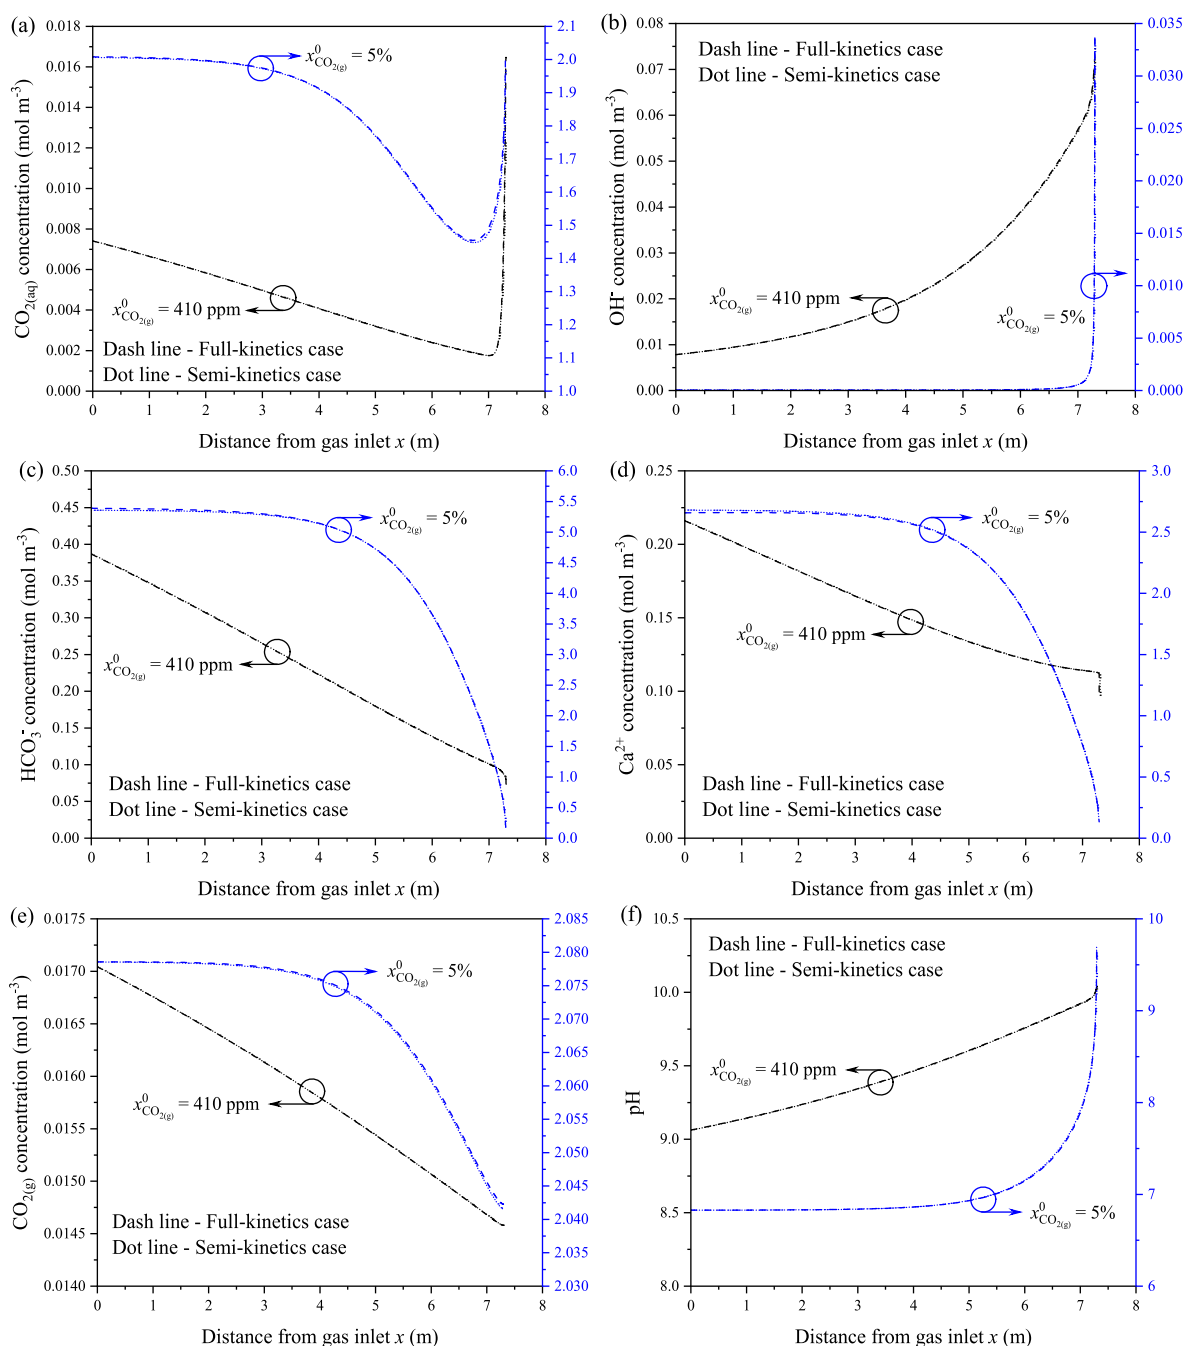 (a)
0.018
0.016
0.014
0.012
0.010
0.008
0.006
0.004
0.002
0.000
CO2(aq) concentration (mol m⁻³)
2.0
1.9
1.8
1.7
1.6
1.5
1.4
1.3
1.2
1.1
1.0
x⁰CO2(g) = 5%
x⁰CO2(g) = 410 ppm
Dash line - Full-kinetics case
Dot line - Semi-kinetics case
0 1 2 3 4 5 6 7 8
Distance from gas inlet x (m)
(b)
0.08
0.07
0.06
0.05
0.04
0.03
0.02
0.01
0.00
OH⁻ concentration (mol m⁻³)
0.035
0.030
0.025
0.020
0.015
0.010
0.005
0.000
Dash line - Full-kinetics case
Dot line - Semi-kinetics case
x⁰CO2(g) = 410 ppm
x⁰CO2(g) = 5%
0 1 2 3 4 5 6 7 8
Distance from gas inlet x (m)
(c)
0.50
0.45
0.40
0.35
0.30
0.25
0.20
0.15
0.10
0.05
0.00
HCO3⁻ concentration (mol m⁻³)
6.0
5.5
5.0
4.5
4.0
3.5
3.0
2.5
2.0
1.5
1.0
0.5
0.0
x⁰CO2(g) = 5%
x⁰CO2(g) = 410 ppm
Dash line - Full-kinetics case
Dot line - Semi-kinetics case
0 1 2 3 4 5 6 7 8
Distance from gas inlet x (m)
(d)
0.25
0.20
0.15
0.10
0.05
0.00
Ca²⁺ concentration (mol m⁻³)
3.0
2.5
2.0
1.5
1.0
0.5
0.0
x⁰CO2(g) = 5%
x⁰CO2(g) = 410 ppm
Dash line - Full-kinetics case
Dot line - Semi-kinetics case
0 1 2 3 4 5 6 7 8
Distance from gas inlet x (m)
(e)
0.0175
0.0170
0.0165
0.0160
0.0155
0.0150
0.0145
0.0140
CO2(g) concentration (mol m⁻³)
2.085
2.080
2.075
2.070
2.065
2.060
2.055
2.050
2.045
2.040
2.035
2.030
x⁰CO2(g) = 5%
x⁰CO2(g) = 410 ppm
Dash line - Full-kinetics case
Dot line - Semi-kinetics case
0 1 2 3 4 5 6 7 8
Distance from gas inlet x (m)
(f)
10.5
10.0
9.5
9.0
8.5
8.0
pH
10
9
8
7
6
Dash line - Full-kinetics case
Dot line - Semi-kinetics case
x⁰CO2(g) = 410 ppm
x⁰CO2(g) = 5%
0 1 2 3 4 5 6 7 8
Distance from gas inlet x (m)